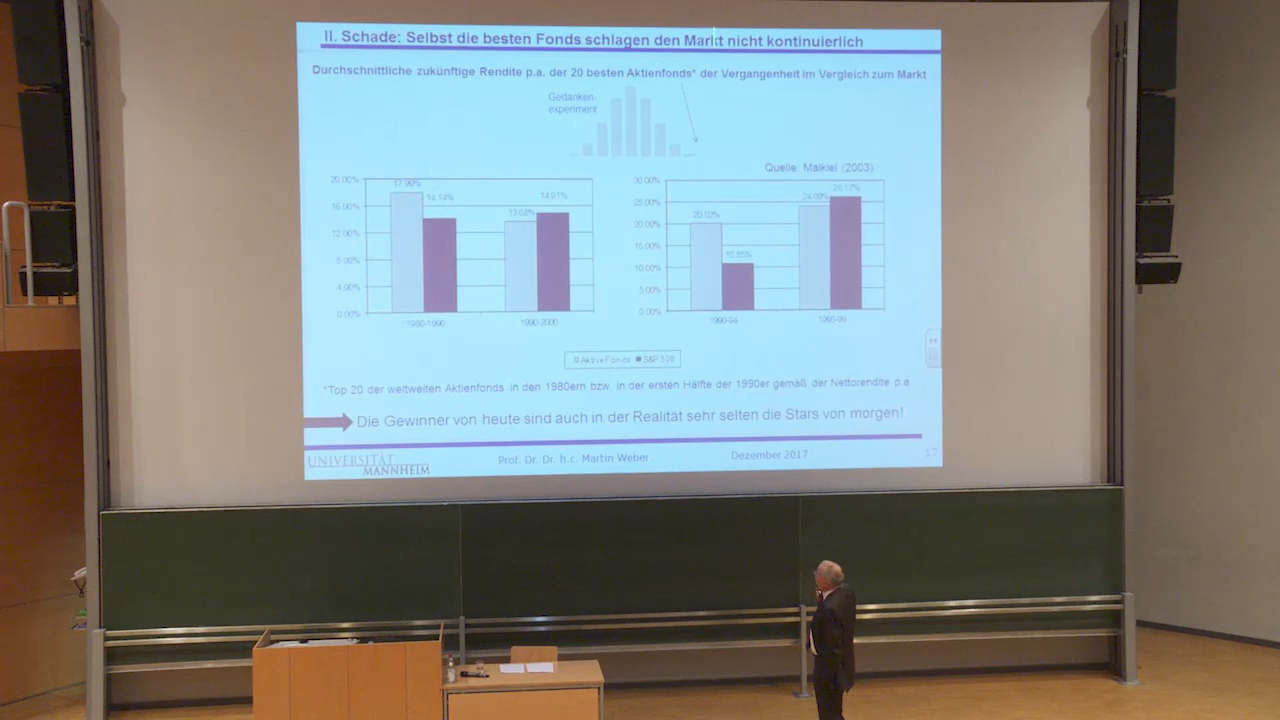 II. Schade: Selbst die besten Fonds schlagen den Markt nicht kontinuierlich
Durchschnittliche zukünftige Rendite p.a. der 20 besten Aktienfonds* der Vergangenheit im Vergleich zum Markt
Gedanken-
experiment
Quelle: Malkiel (2003)
20.00%
16.00%
12.00%
8.00%
4.00%
0.00%
17.99%
14.14%
13.68%
14.91%
1980-1990
1990-2000
30.00%
25.00%
20.00%
15.00%
10.00%
5.00%
0.00%
20.02%
10.85%
24.09%
26.17%
1990-94
Aktive Fonds S&P 500
*Top 20 der weltweiten Aktienfonds in den 1980ern bzw. in der ersten Hälfte der 1990er gemäß der Nettorendite p.a.
Die Gewinner von heute sind auch in der Realität sehr selten die Stars von morgen!
UNIVERSITÄT
MANNHEIM
Prof. Dr. Dr. h.c. Martin Weber
Dezember 2017
17